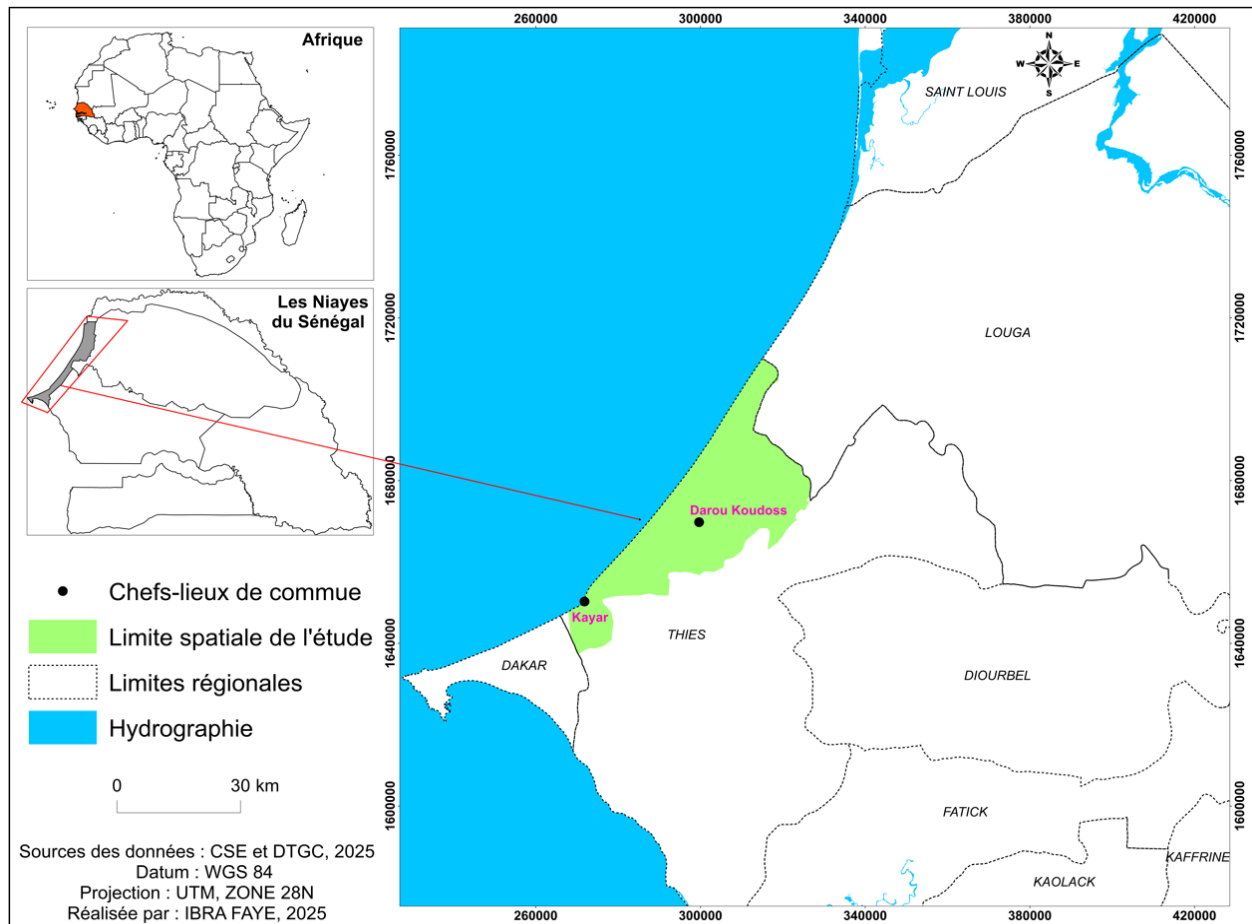 Afrique
Les Niayes
du Sénégal
Chefs-lieux de commue
Limite spatiale de l'étude
Limites régionales
Hydrographie
0 30 km
Sources des données : CSE et DTGC, 2025
Datum : WGS 84
Projection : UTM, ZONE 28N
Réalisée par : IBRA FAYE, 2025
260000 300000 340000 380000 420000
N
W E
S
SAINT LOUIS
1760000 1760000
1720000 1720000
LOUGA
1680000 1680000
Darou Koudoss
Kayar
THIES
1640000 1640000
DAKAR
DIOURBEL
1600000 1600000
FATICK
KAFFRINE
KAOLACK
260000 300000 340000 380000 420000